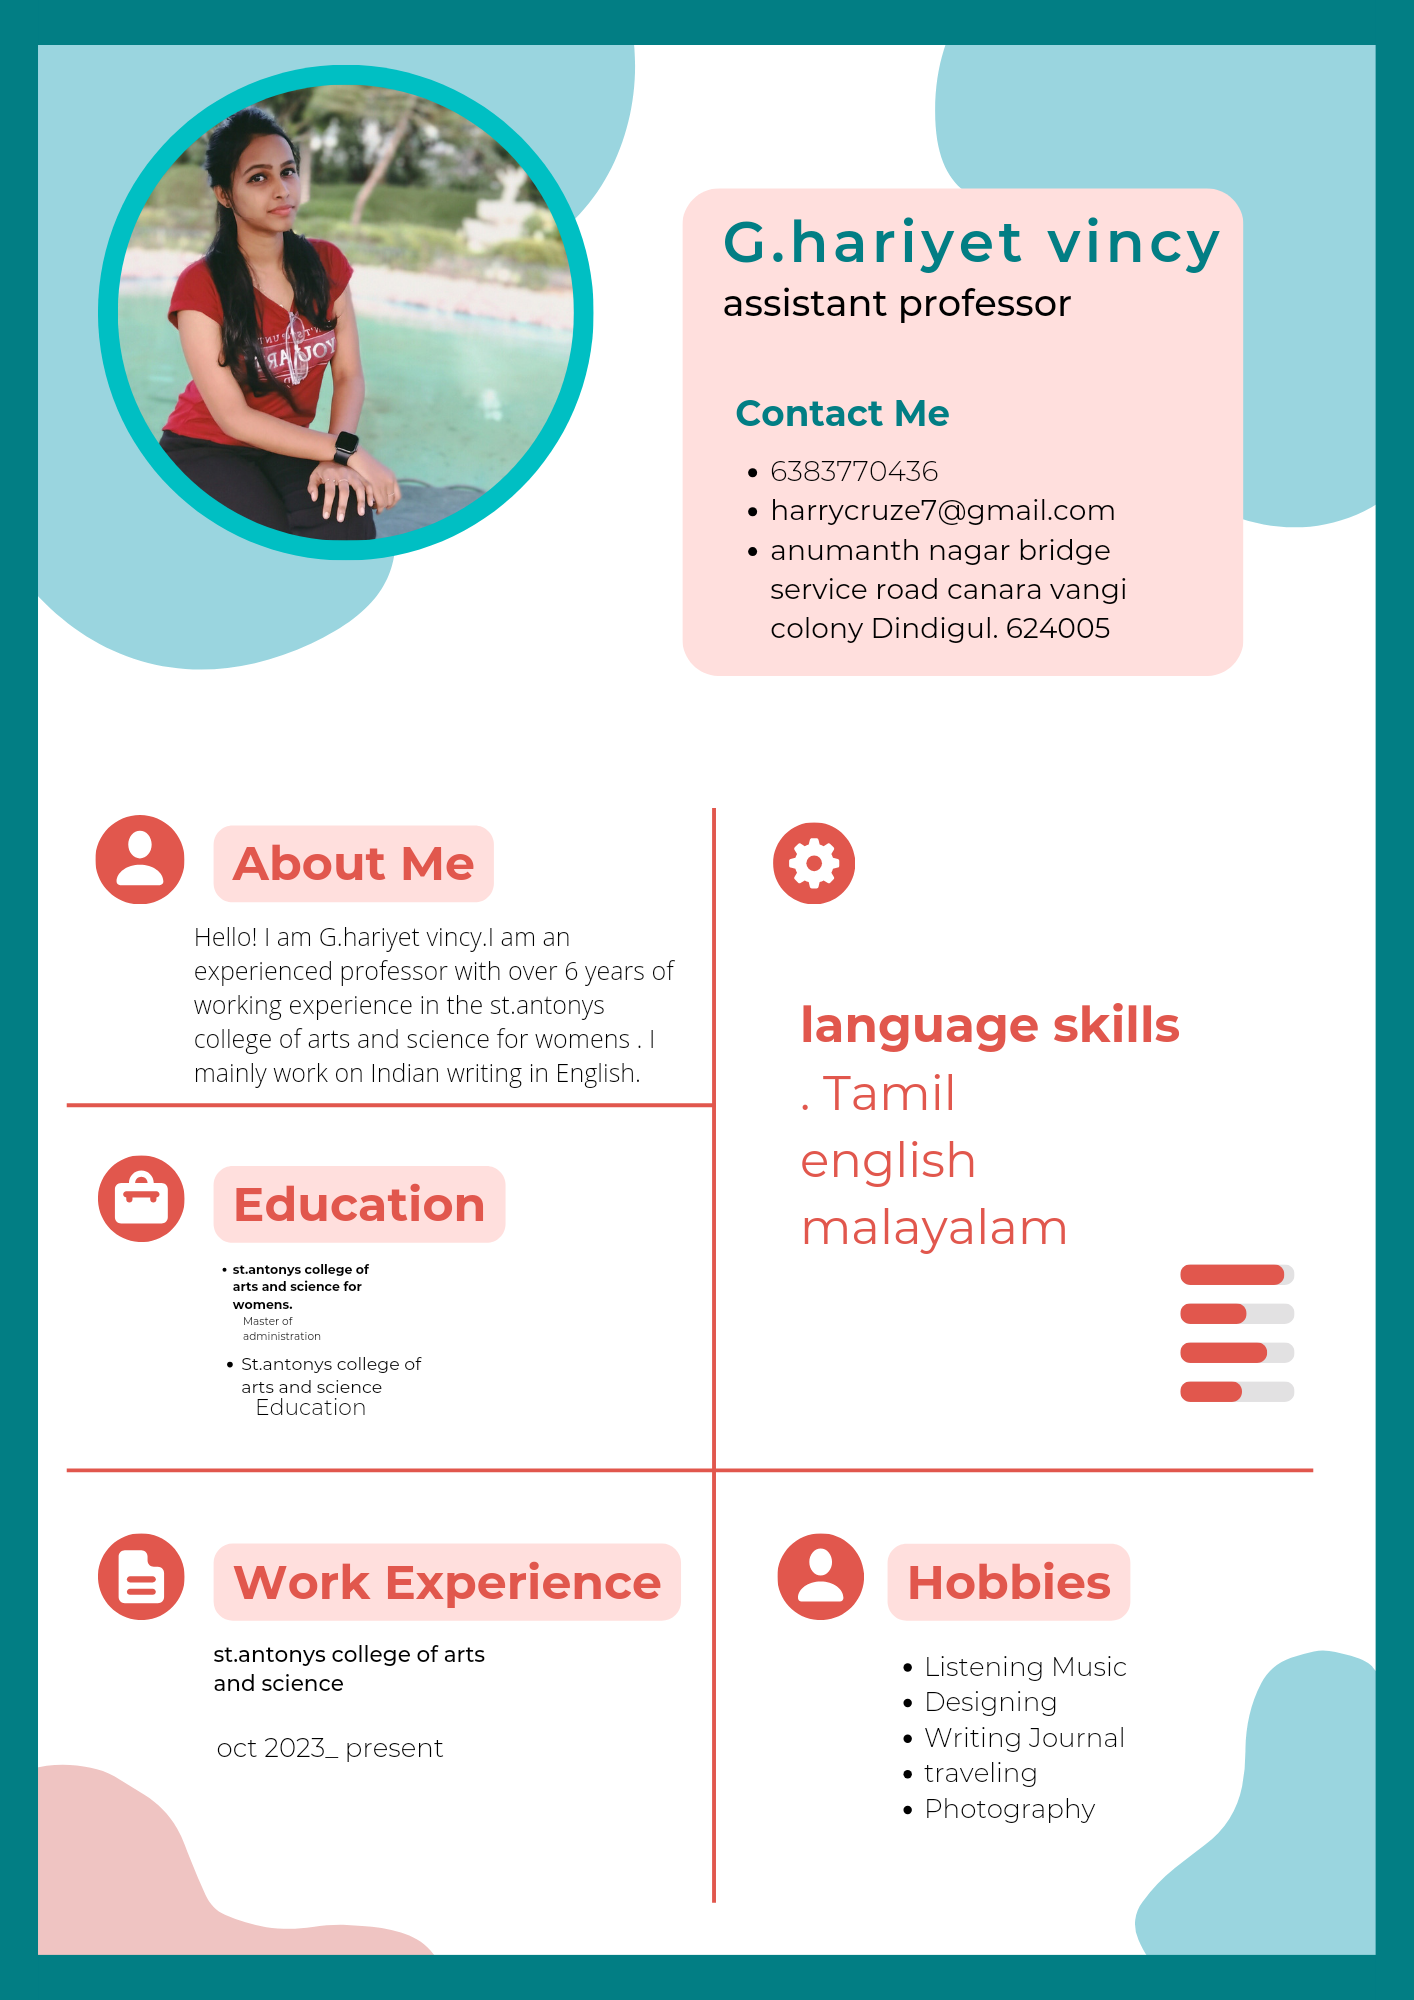 G.hariyet vincy
assistant professor
Contact Me
• 6383770436
• harrycruze7@gmail.com
• anumanth nagar bridge
service road canara vangi
colony Dindigul. 624005
About Me
Hello! I am G.hariyet vincy.I am an
experienced professor with over 6 years of
working experience in the st.antonys
college of arts and science for womens . I
mainly work on Indian writing in English.
Education
• st.antonys college of
arts and science for
womens.
Master of
administration
• St.antonys college of
arts and science
Education
language skills
. Tamil
english
malayalam
Work Experience
st.antonys college of arts
and science
oct 2023_ present
Hobbies
• Listening Music
• Designing
• Writing Journal
• traveling
• Photography